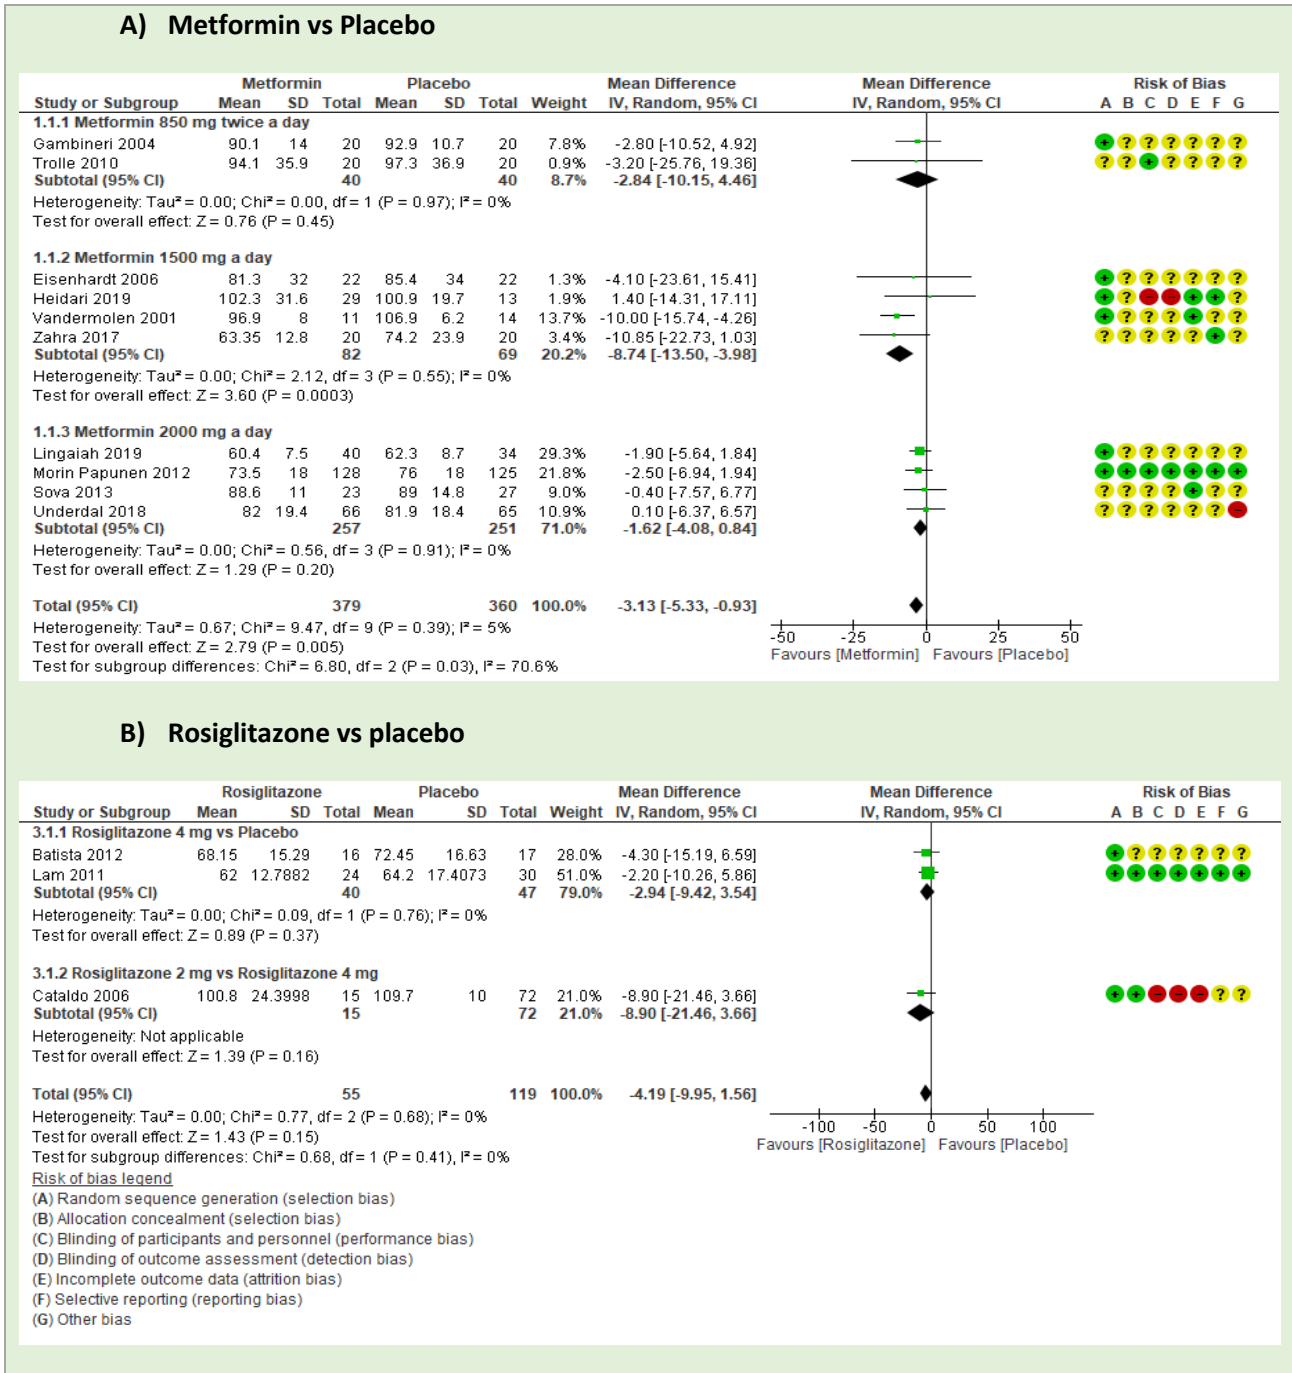 A) Metformin vs Placebo
Metformin Placebo Mean Difference Mean Difference Risk of Bias
Study or Subgroup Mean SD Total Mean SD Total Weight IV, Random, 95% CI IV, Random, 95% CI A B C D E F G
1.1.1 Metformin 850 mg twice a day
Gambineri 2004 90.1 14 20 92.9 10.7 20 7.8% -2.80 [-10.52, 4.92] + ? ? ? ? ? ?
Trolle 2010 94.1 35.9 20 97.3 36.9 20 0.9% -3.20 [-25.76, 19.36] ? ? + ? ? ? ?
Subtotal (95% CI) 40 40 8.7% -2.84 [-10.15, 4.46]
Heterogeneity: Tau² = 0.00; Chi² = 0.00, df = 1 (P = 0.97); I² = 0%
Test for overall effect: Z = 0.76 (P = 0.45)
1.1.2 Metformin 1500 mg a day
Eisenhardt 2006 81.3 32 22 85.4 34 22 1.3% -4.10 [-23.61, 15.41] + ? ? ? ? ? ?
Heidari 2019 102.3 31.6 29 100.9 19.7 13 1.9% 1.40 [-14.31, 17.11] + ? - - + + ?
Vandermolen 2001 96.9 8 11 106.9 6.2 14 13.7% -10.00 [-15.74, -4.26] + ? ? ? + ? ?
Zahra 2017 63.35 12.8 20 74.2 23.9 20 3.4% -10.85 [-22.73, 1.03] ? ? ? ? ? + ?
Subtotal (95% CI) 82 69 20.2% -8.74 [-13.50, -3.98]
Heterogeneity: Tau² = 0.00; Chi² = 2.12, df = 3 (P = 0.55); I² = 0%
Test for overall effect: Z = 3.60 (P = 0.0003)
1.1.3 Metformin 2000 mg a day
Lingaiah 2019 60.4 7.5 40 62.3 8.7 34 29.3% -1.90 [-5.64, 1.84] + ? ? ? ? ? ?
Morin Papunen 2012 73.5 18 128 76 18 125 21.8% -2.50 [-6.94, 1.94] + + + + + + +
Sova 2013 88.6 11 23 89 14.8 27 9.0% -0.40 [-7.57, 6.77] ? ? ? ? + ? ?
Underdal 2018 82 19.4 66 81.9 18.4 65 10.9% 0.10 [-6.37, 6.57] ? ? ? ? ? ? -
Subtotal (95% CI) 257 251 71.0% -1.62 [-4.08, 0.84]
Heterogeneity: Tau² = 0.00; Chi² = 0.56, df = 3 (P = 0.91); I² = 0%
Test for overall effect: Z = 1.29 (P = 0.20)
Total (95% CI) 379 360 100.0% -3.13 [-5.33, -0.93]
Heterogeneity: Tau² = 0.67; Chi² = 9.47, df = 9 (P = 0.39); I² = 5%
Test for overall effect: Z = 2.79 (P = 0.005)
Test for subgroup differences: Chi² = 6.80, df = 2 (P = 0.03), I² = 70.6%
-50 -25 0 25 50
Favours [Metformin] Favours [Placebo]
B) Rosiglitazone vs placebo
Rosiglitazone Placebo Mean Difference Mean Difference Risk of Bias
Study or Subgroup Mean SD Total Mean SD Total Weight IV, Random, 95% CI IV, Random, 95% CI A B C D E F G
3.1.1 Rosiglitazone 4 mg vs Placebo
Batista 2012 68.15 15.29 16 72.45 16.63 17 28.0% -4.30 [-15.19, 6.59] + ? ? ? ? ? ?
Lam 2011 62 12.7882 24 64.2 17.4073 30 51.0% -2.20 [-10.26, 5.86] + + + + + + +
Subtotal (95% CI) 40 47 79.0% -2.94 [-9.42, 3.54]
Heterogeneity: Tau² = 0.00; Chi² = 0.09, df = 1 (P = 0.76); I² = 0%
Test for overall effect: Z = 0.89 (P = 0.37)
3.1.2 Rosiglitazone 2 mg vs Rosiglitazone 4 mg
Cataldo 2006 100.8 24.3998 15 109.7 10 72 21.0% -8.90 [-21.46, 3.66] + + - - - ? ?
Subtotal (95% CI) 15 72 21.0% -8.90 [-21.46, 3.66]
Heterogeneity: Not applicable
Test for overall effect: Z = 1.39 (P = 0.16)
Total (95% CI) 55 119 100.0% -4.19 [-9.95, 1.56]
Heterogeneity: Tau² = 0.00; Chi² = 0.77, df = 2 (P = 0.68); I² = 0%
Test for overall effect: Z = 1.43 (P = 0.15)
Test for subgroup differences: Chi² = 0.68, df = 1 (P = 0.41), I² = 0%
-100 -50 0 50 100
Favours [Rosiglitazone] Favours [Placebo]
Risk of bias legend
(A) Random sequence generation (selection bias)
(B) Allocation concealment (selection bias)
(C) Blinding of participants and personnel (performance bias)
(D) Blinding of outcome assessment (detection bias)
(E) Incomplete outcome data (attrition bias)
(F) Selective reporting (reporting bias)
(G) Other bias